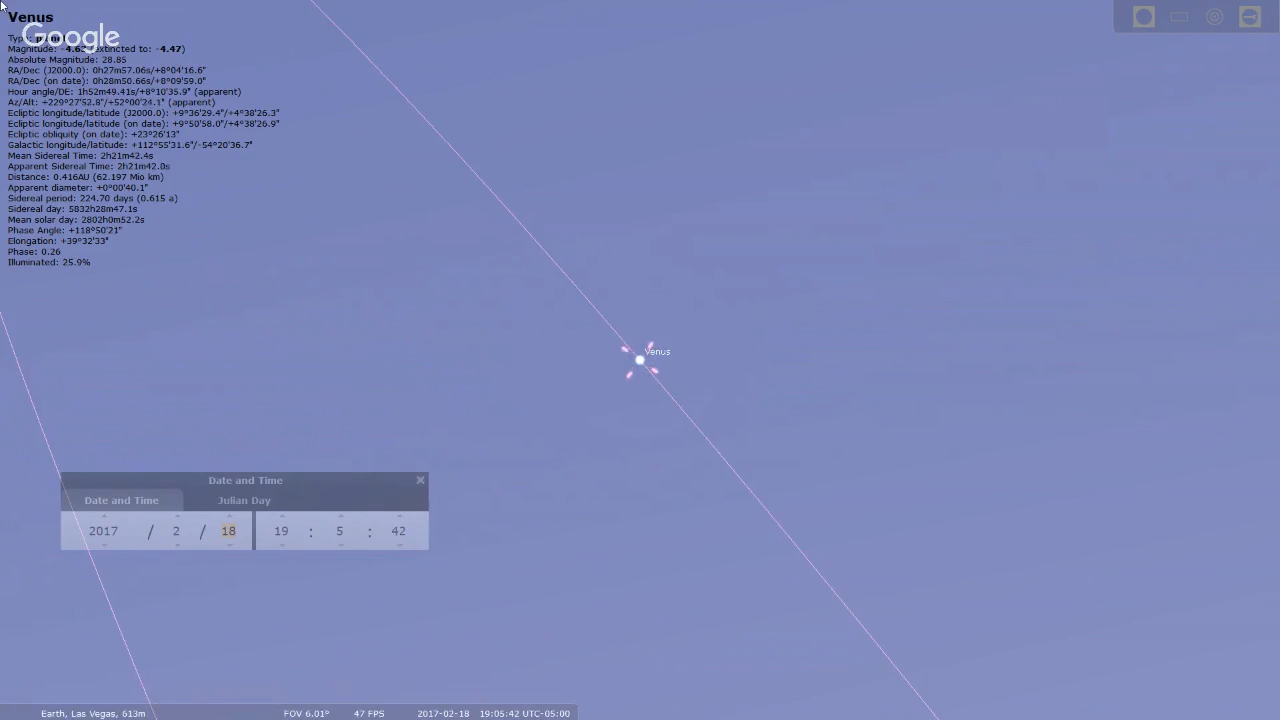 Venus
Google
Type: planet
Magnitude: -4.63 (extincted to: -4.47)
Absolute Magnitude: 28.85
RA/Dec (J2000.0): 0h27m57.06s/+8°04'16.6"
RA/Dec (on date): 0h28m50.66s/+8°09'59.0"
Hour angle/DE: 1h52m49.41s/+8°10'35.9" (apparent)
Az/Alt: +229°27'52.8"/+52°00'24.1" (apparent)
Ecliptic longitude/latitude (J2000.0): +9°36'29.4"/+4°38'26.3"
Ecliptic longitude/latitude (on date): +9°50'58.0"/+4°38'26.9"
Ecliptic obliquity (on date): +23°26'13"
Galactic longitude/latitude: +112°55'31.6"/-54°20'36.7"
Mean Sidereal Time: 2h21m42.4s
Apparent Sidereal Time: 2h21m42.0s
Distance: 0.416AU (62.197 Mio km)
Apparent diameter: +0°00'40.1"
Sidereal period: 224.70 days (0.615 a)
Sidereal day: 5832h28m47.1s
Mean solar day: 2802h0m52.2s
Phase Angle: +118°50'21"
Elongation: +39°32'33"
Phase: 0.26
Illuminated: 25.9%
Venus
Date and Time
Date and Time Julian Day
2017 / 2 / 18 19 : 5 : 42
Earth, Las Vegas, 613m FOV 6.01° 47 FPS 2017-02-18 19:05:42 UTC-05:00